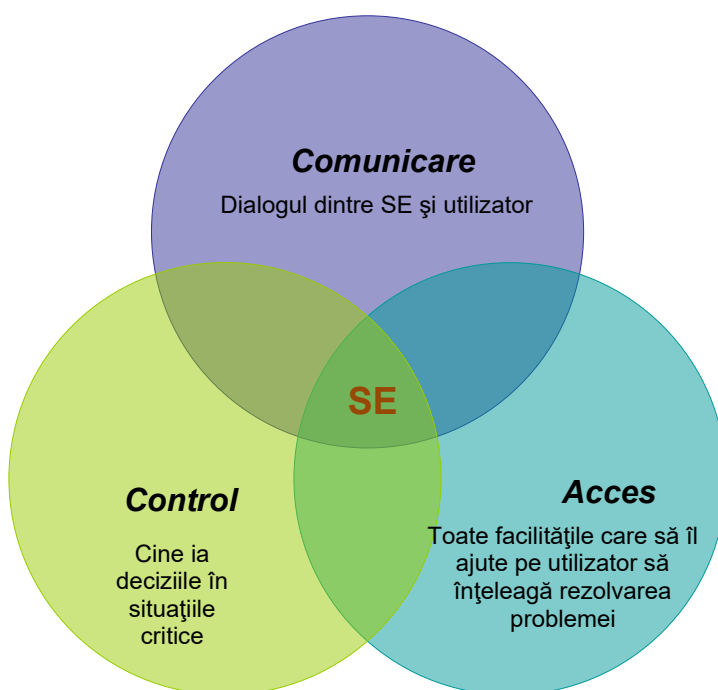 Comunicare
Dialogul dintre SE şi utilizator
SE
Control
Cine ia
deciziile în
situaţiile
critice
Acces
Toate facilităţile care să îl
ajute pe utilizator să
înţeleagă rezolvarea
problemei